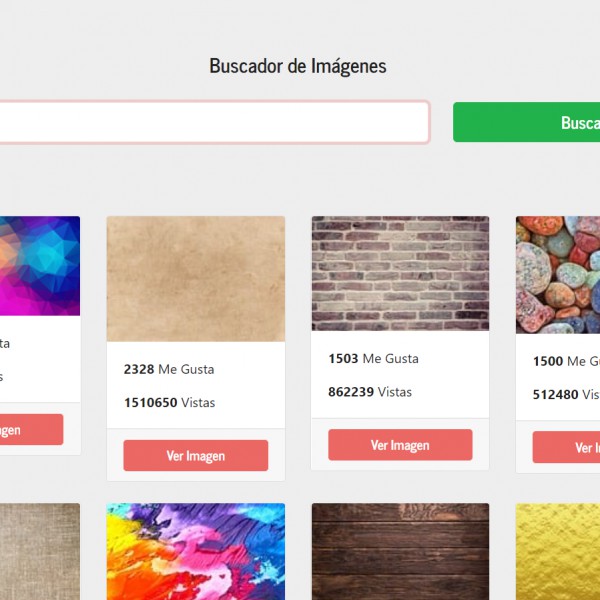 Buscador de Imágenes
Busca
ta
s
agen
2328 Me Gusta
1510650 Vistas
Ver Imagen
1503 Me Gusta
862239 Vistas
Ver Imagen
1500 Me Gu
512480 Vis
Ver I